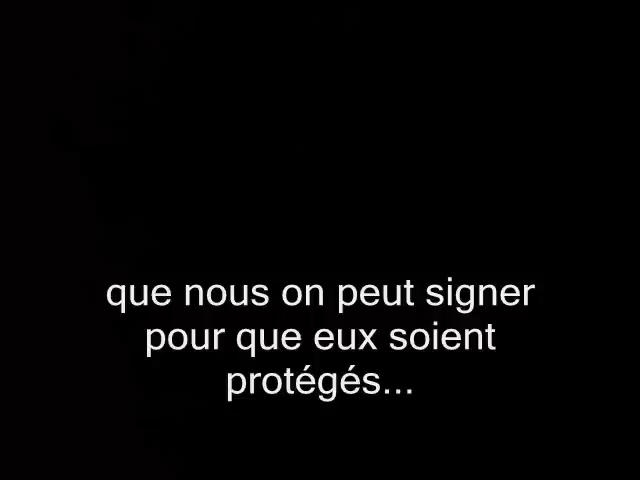 que nous on peut signer
pour que eux soient
protégés...